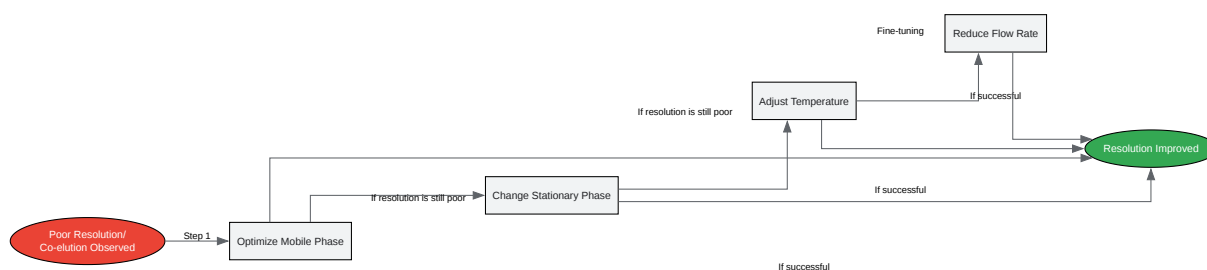 Fine-tuning
Reduce Flow Rate
Adjust Temperature
If successful
If resolution is still poor
Resolution Improved
Change Stationary Phase
If successful
If resolution is still poor
Poor Resolution/
Co-elution Observed
Step 1
Optimize Mobile Phase
If successful